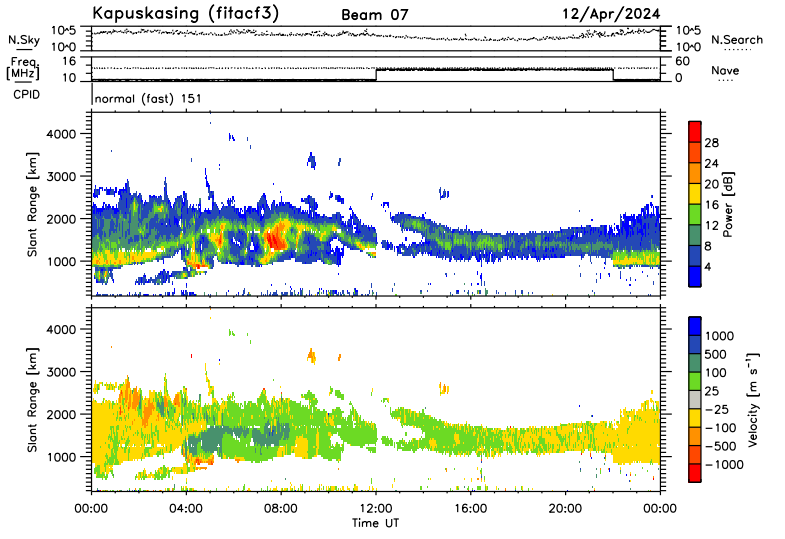 Kapuskasing (fitacf3) Beam 07 12/Apr/2024
N.Sky 10^5 10^0 10^5 10^0 N.Search
Freq. [MHz] 16 10 60 0 Nave
CPID normal (fast) 151
Slant Range [km] 4000 3000 2000 1000
28 24 20 16 12 8 4 Power [dB]
Slant Range [km] 4000 3000 2000 1000
1000 500 100 25 −25 −100 −500 −1000 Velocity [m s⁻¹]
00:00 04:00 08:00 12:00 16:00 20:00 00:00
Time UT